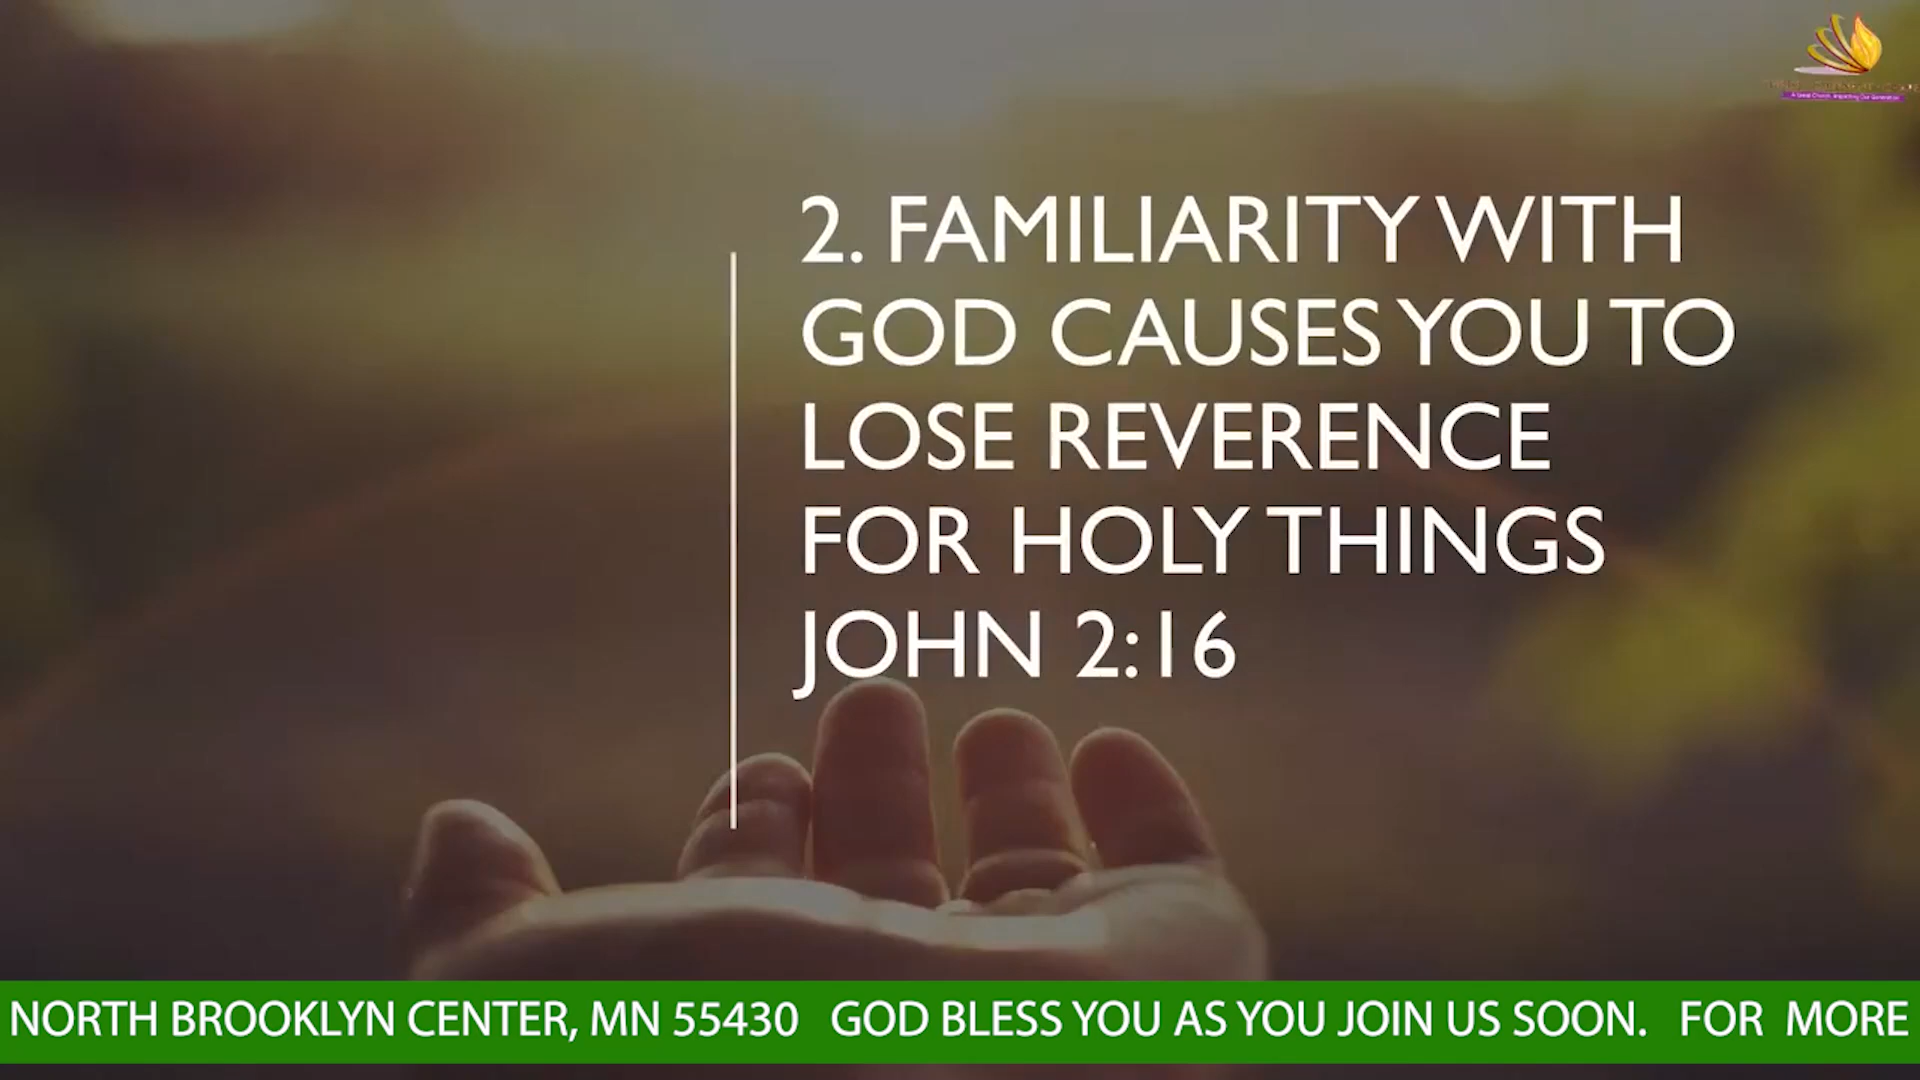 2. FAMILIARITY WITH
GOD CAUSES YOU TO
LOSE REVERENCE
FOR HOLY THINGS
JOHN 2:16
NORTH BROOKLYN CENTER, MN 55430 GOD BLESS YOU AS YOU JOIN US SOON. FOR MORE